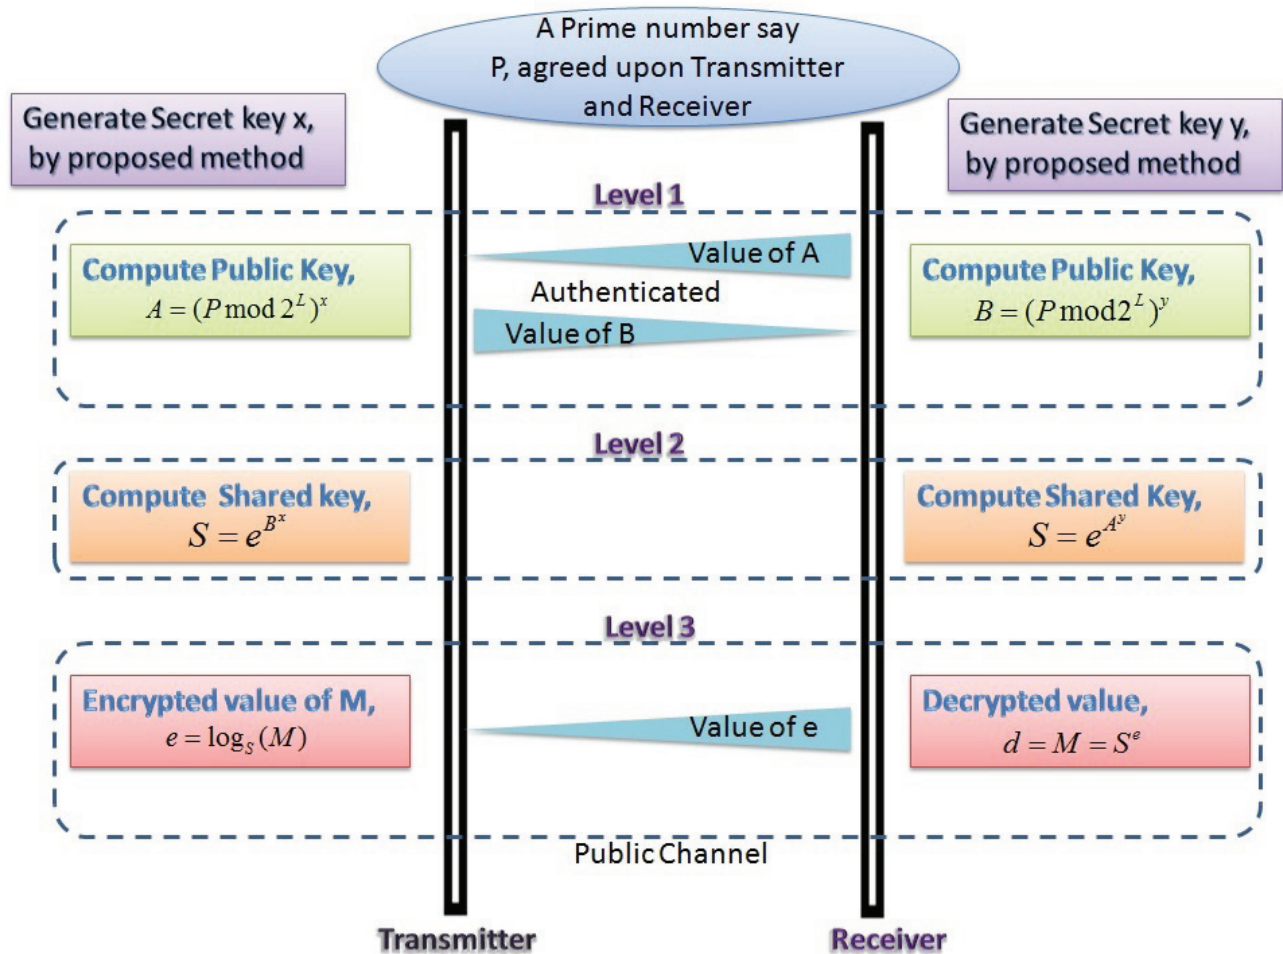 A Prime number say
P, agreed upon Transmitter
and Receiver
Generate Secret key x,
by proposed method
Generate Secret key y,
by proposed method
Level 1
Compute Public Key,
A = (P mod 2^L)^x
Value of A
Authenticated
Value of B
Compute Public Key,
B = (P mod2^L)^y
Level 2
Compute Shared key,
S = e^{B^x}
Compute Shared Key,
S = e^{A^y}
Level 3
Encrypted value of M,
e = log_S (M)
Value of e
Decrypted value,
d = M = S^e
Public Channel
Transmitter
Receiver